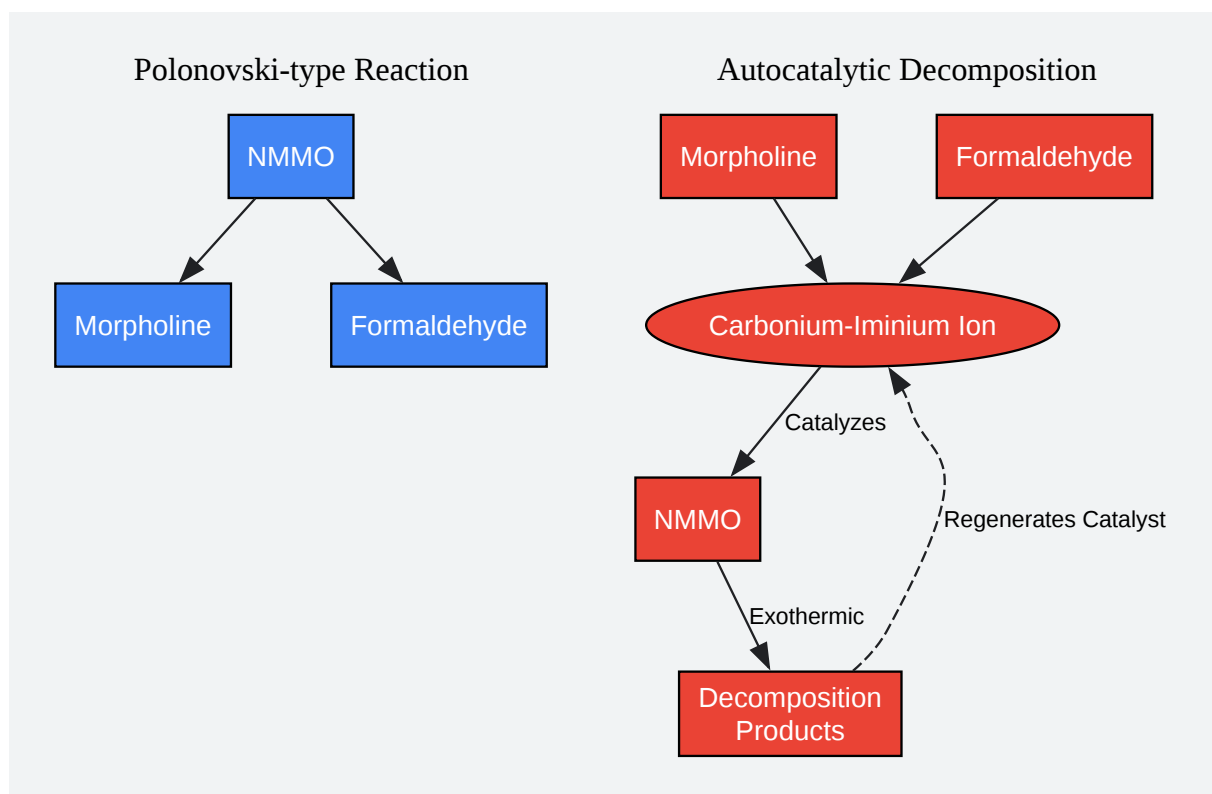 Polonovski-type Reaction
NMMO
Morpholine
Formaldehyde
Autocatalytic Decomposition
Morpholine
Formaldehyde
Carbonium-Iminium Ion
Catalyzes
NMMO
Regenerates Catalyst
Exothermic
Decomposition
Products